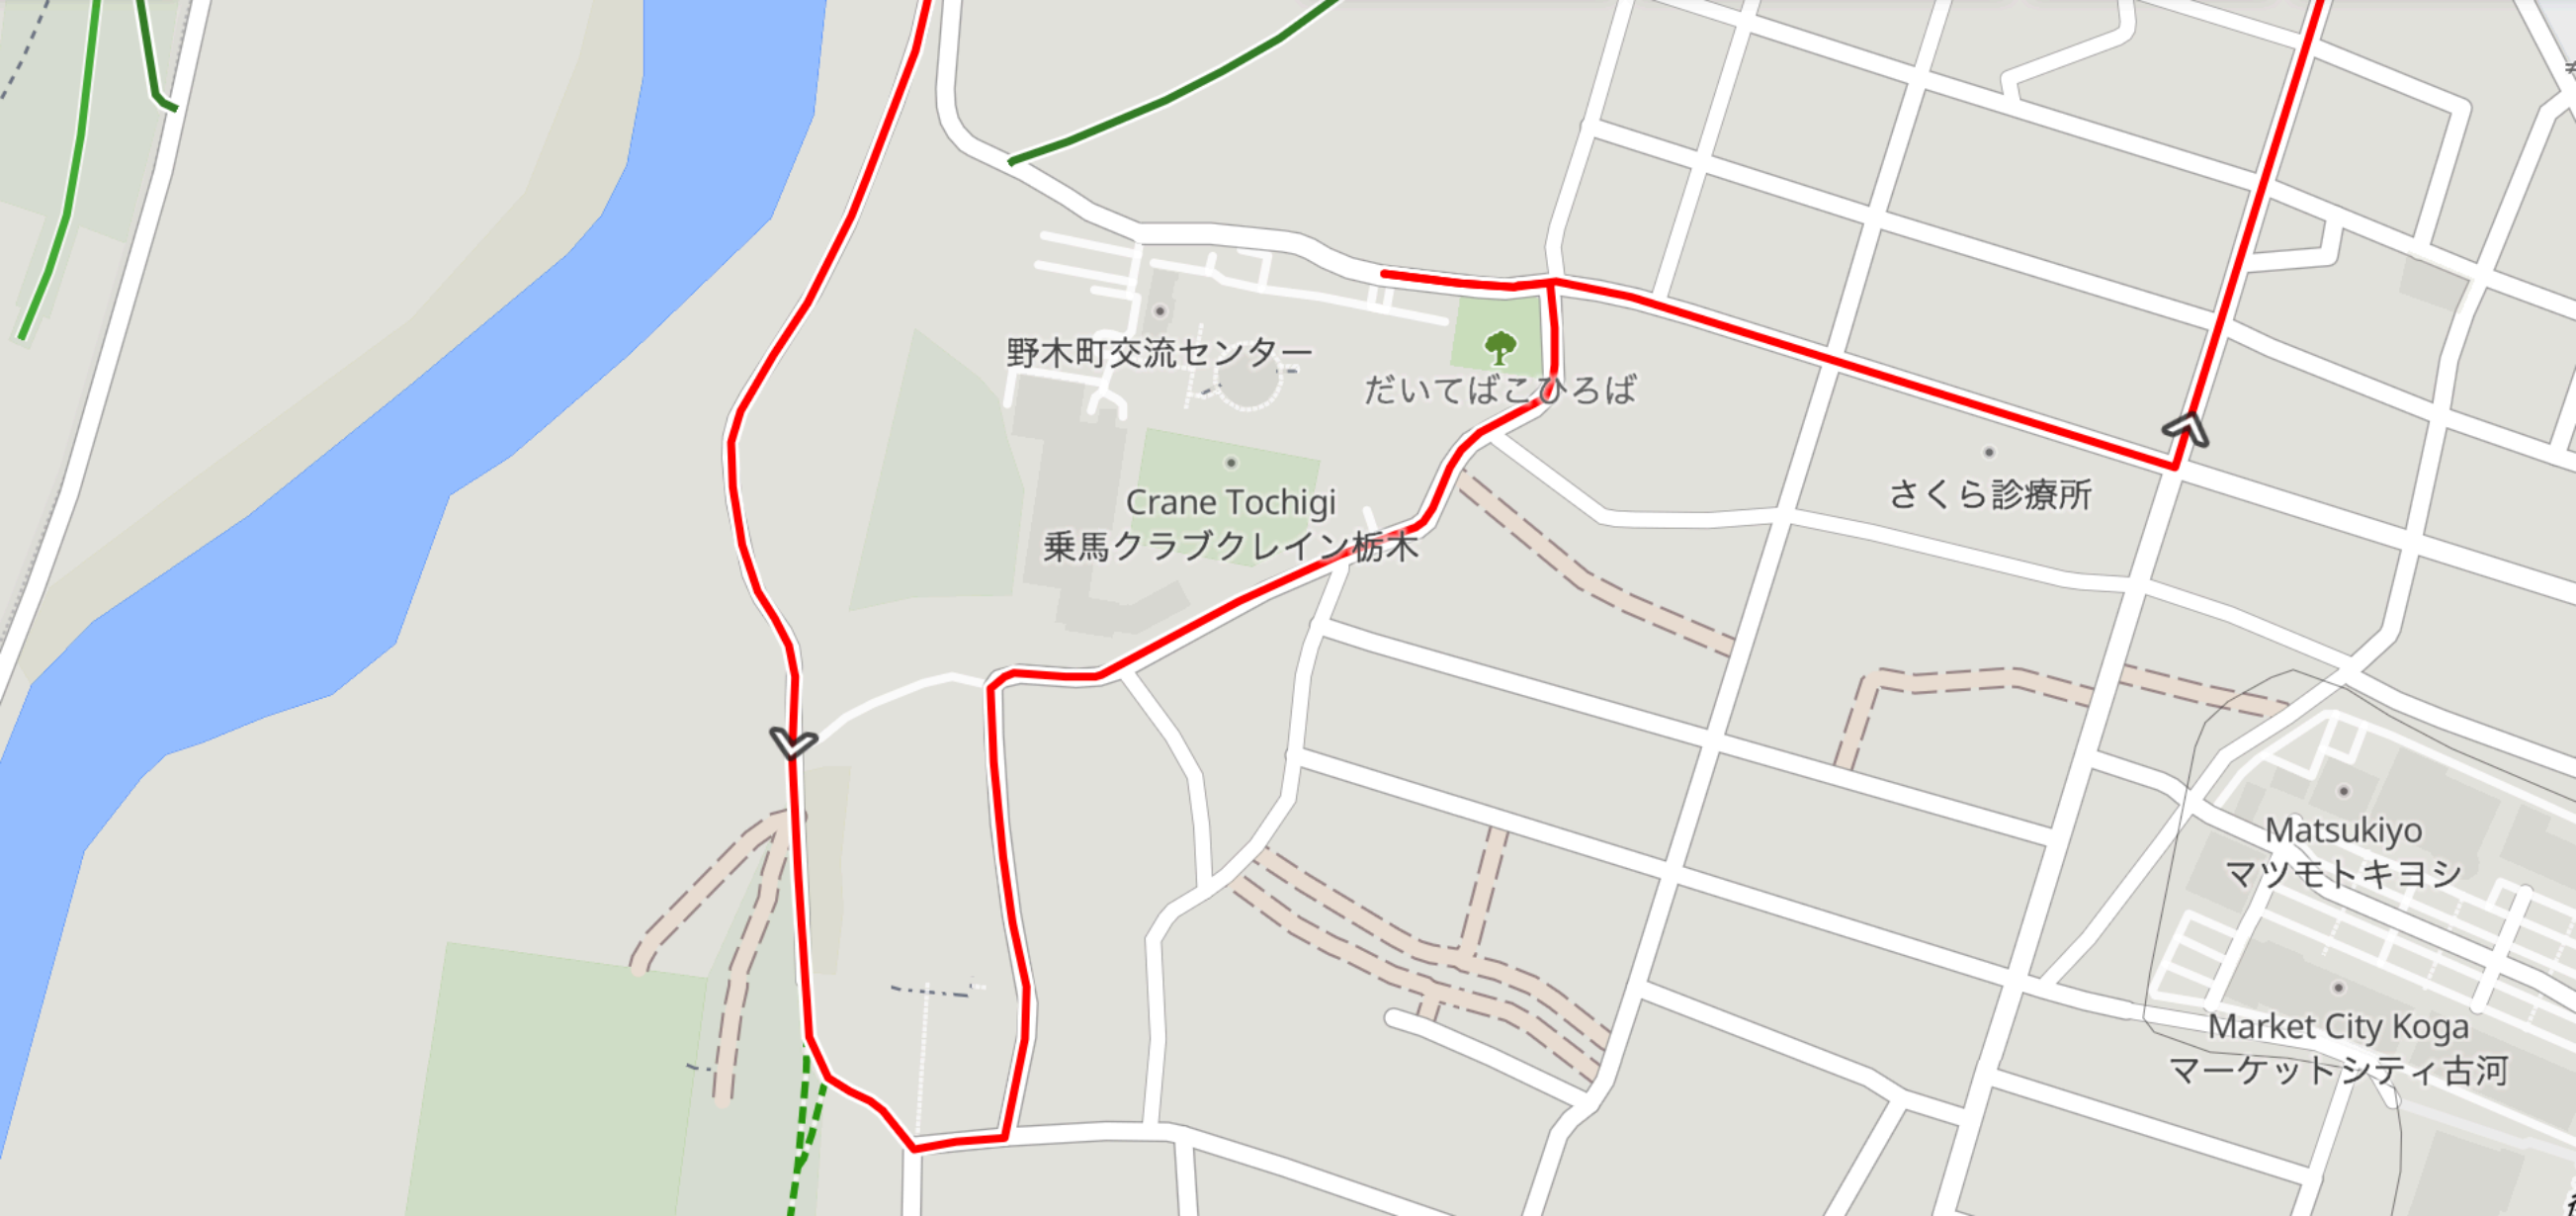 野木町交流センター
だいてばこひろば
Crane Tochigi
乗馬クラブクレイン栃木
さくら診療所
Matsukiyo
マツモトキヨシ
Market City Koga
マーケットシティ古河